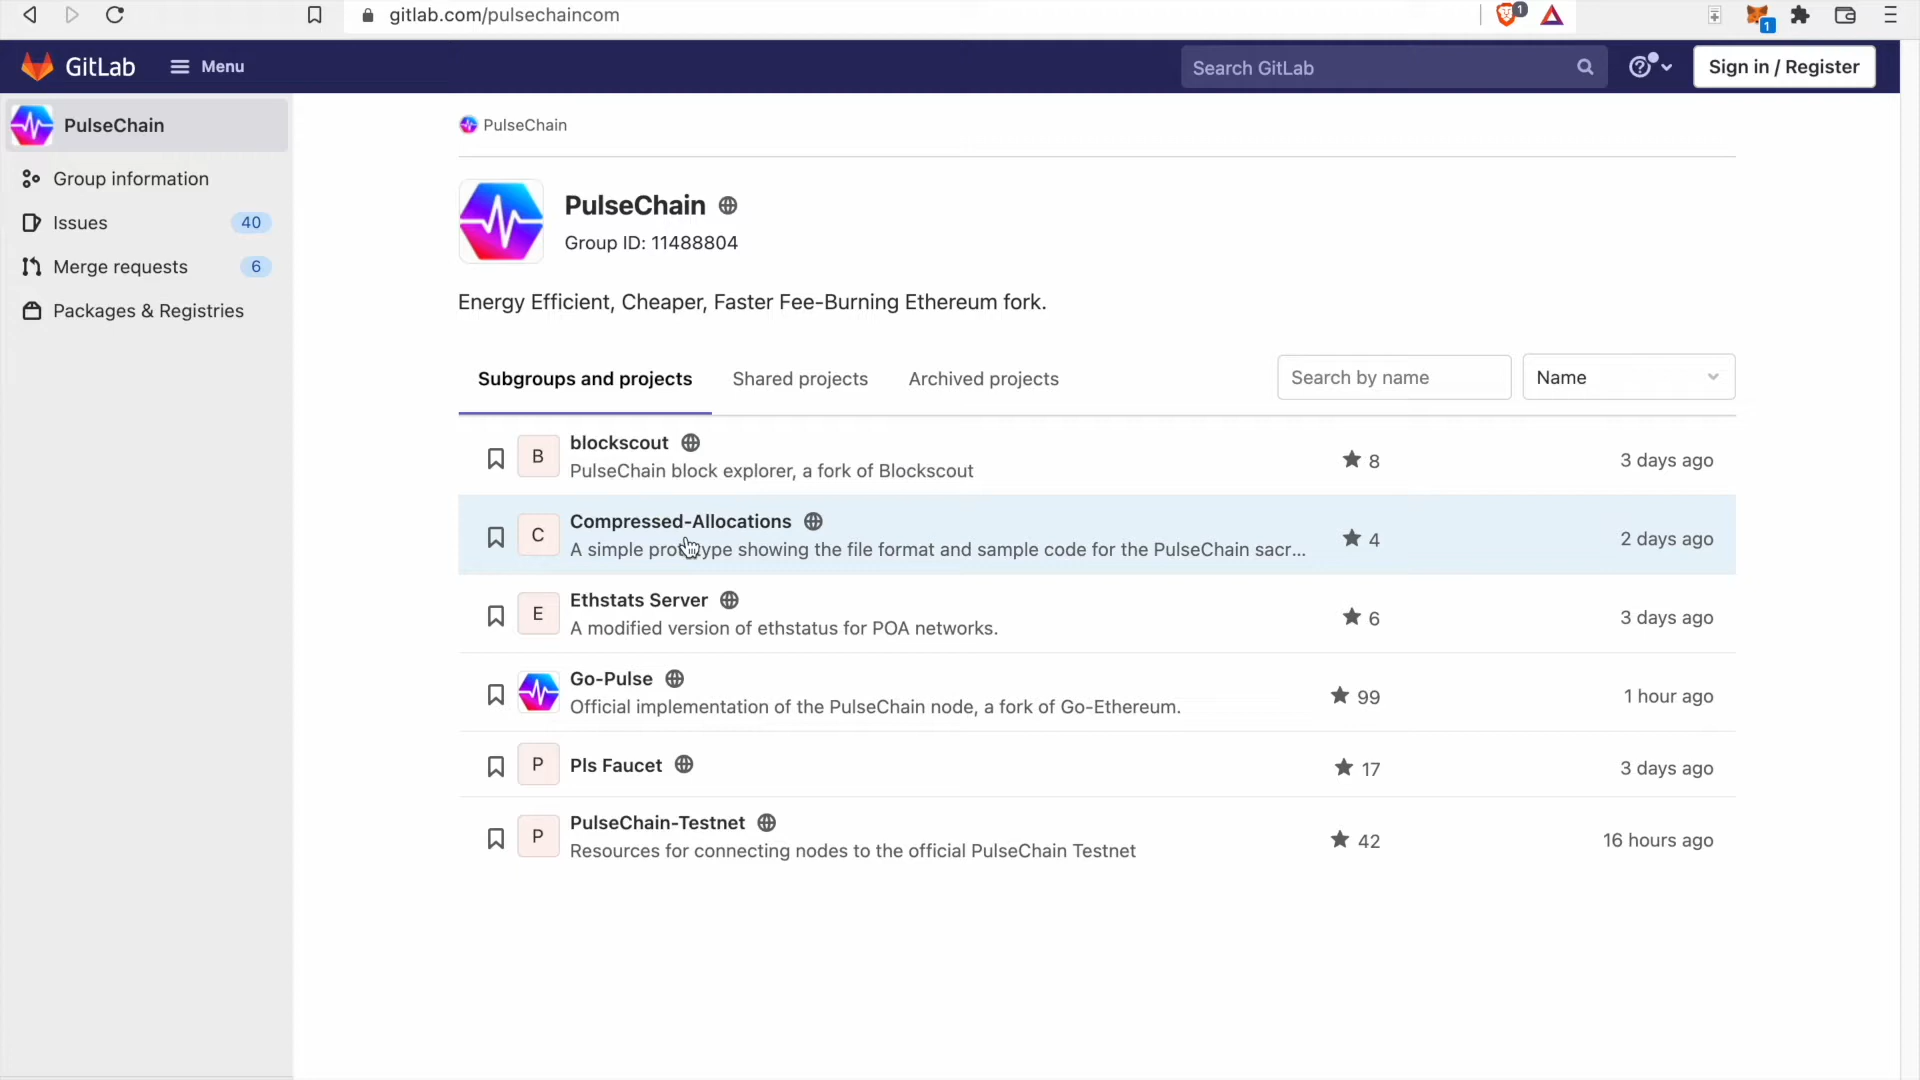 gitlab.com/pulsechaincom
1
1
GitLab
Menu
Search GitLab
Sign in / Register
PulseChain
Group information
Issues 40
Merge requests 6
Packages & Registries
PulseChain
PulseChain
Group ID: 11488804
Energy Efficient, Cheaper, Faster Fee-Burning Ethereum fork.
Subgroups and projects
Shared projects
Archived projects
Search by name
Name
B
blockscout
PulseChain block explorer, a fork of Blockscout
8
3 days ago
C
Compressed-Allocations
A simple prototype showing the file format and sample code for the PulseChain sacr...
4
2 days ago
E
Ethstats Server
A modified version of ethstatus for POA networks.
6
3 days ago
Go-Pulse
Official implementation of the PulseChain node, a fork of Go-Ethereum.
99
1 hour ago
P
Pls Faucet
17
3 days ago
P
PulseChain-Testnet
Resources for connecting nodes to the official PulseChain Testnet
42
16 hours ago